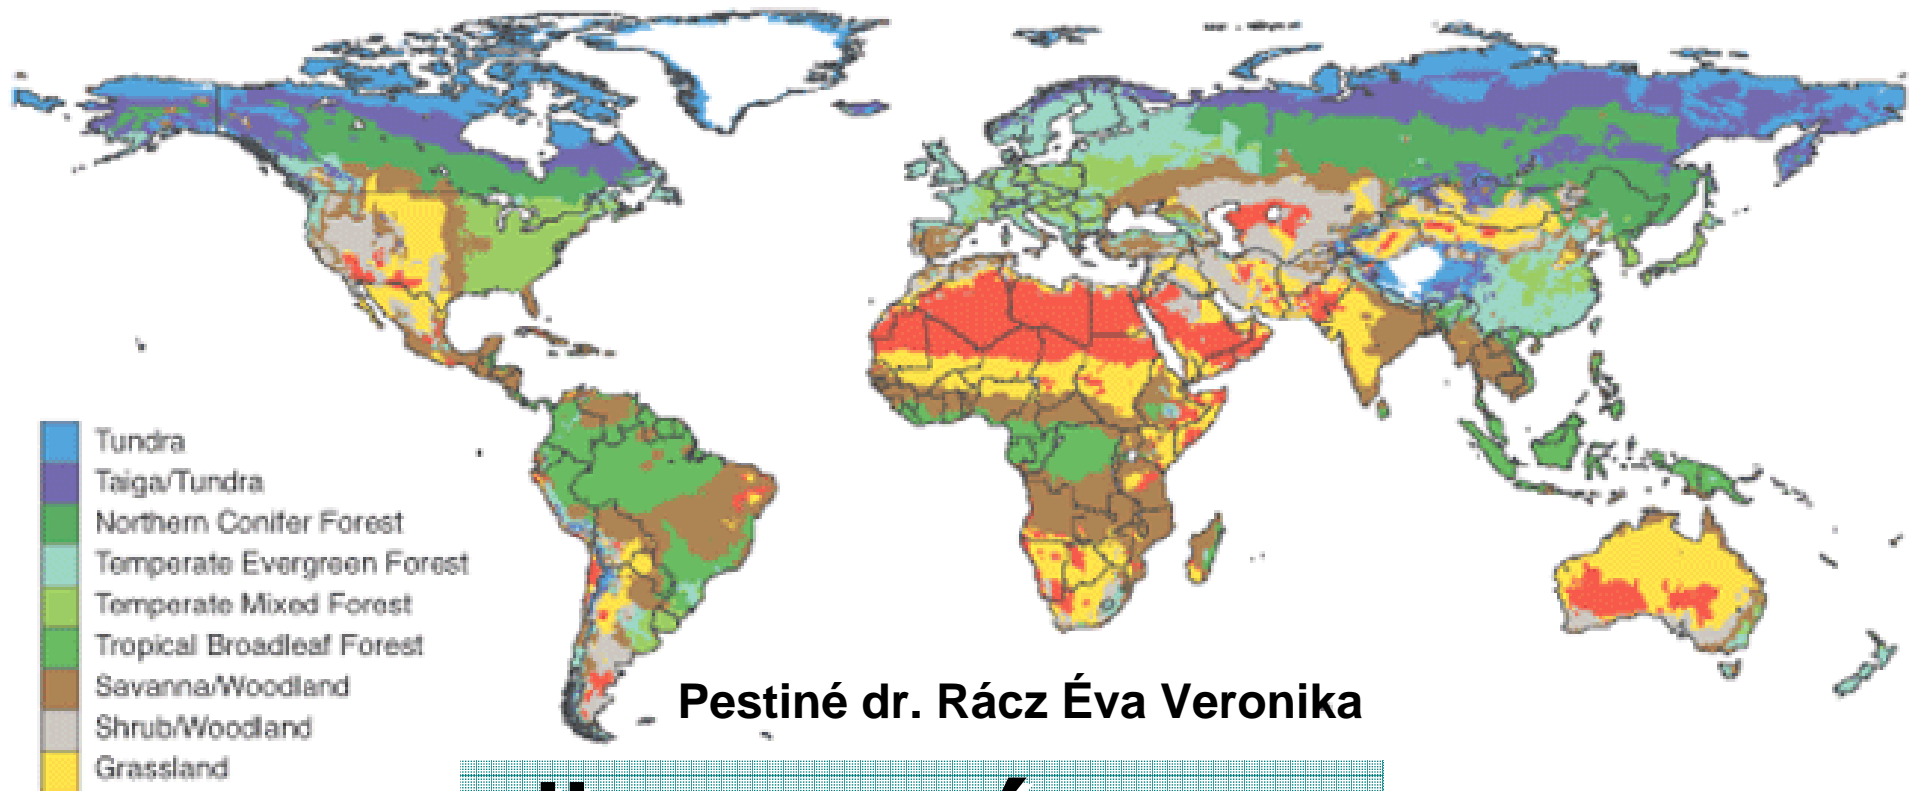 Tundra
Taiga/Tundra
Northern Conifer Forest
Temperate Evergreen Forest
Temperate Mixed Forest
Tropical Broadleaf Forest
Savanna/Woodland
Shrub/Woodland
Grassland
Pestiné dr. Rácz Éva Veronika